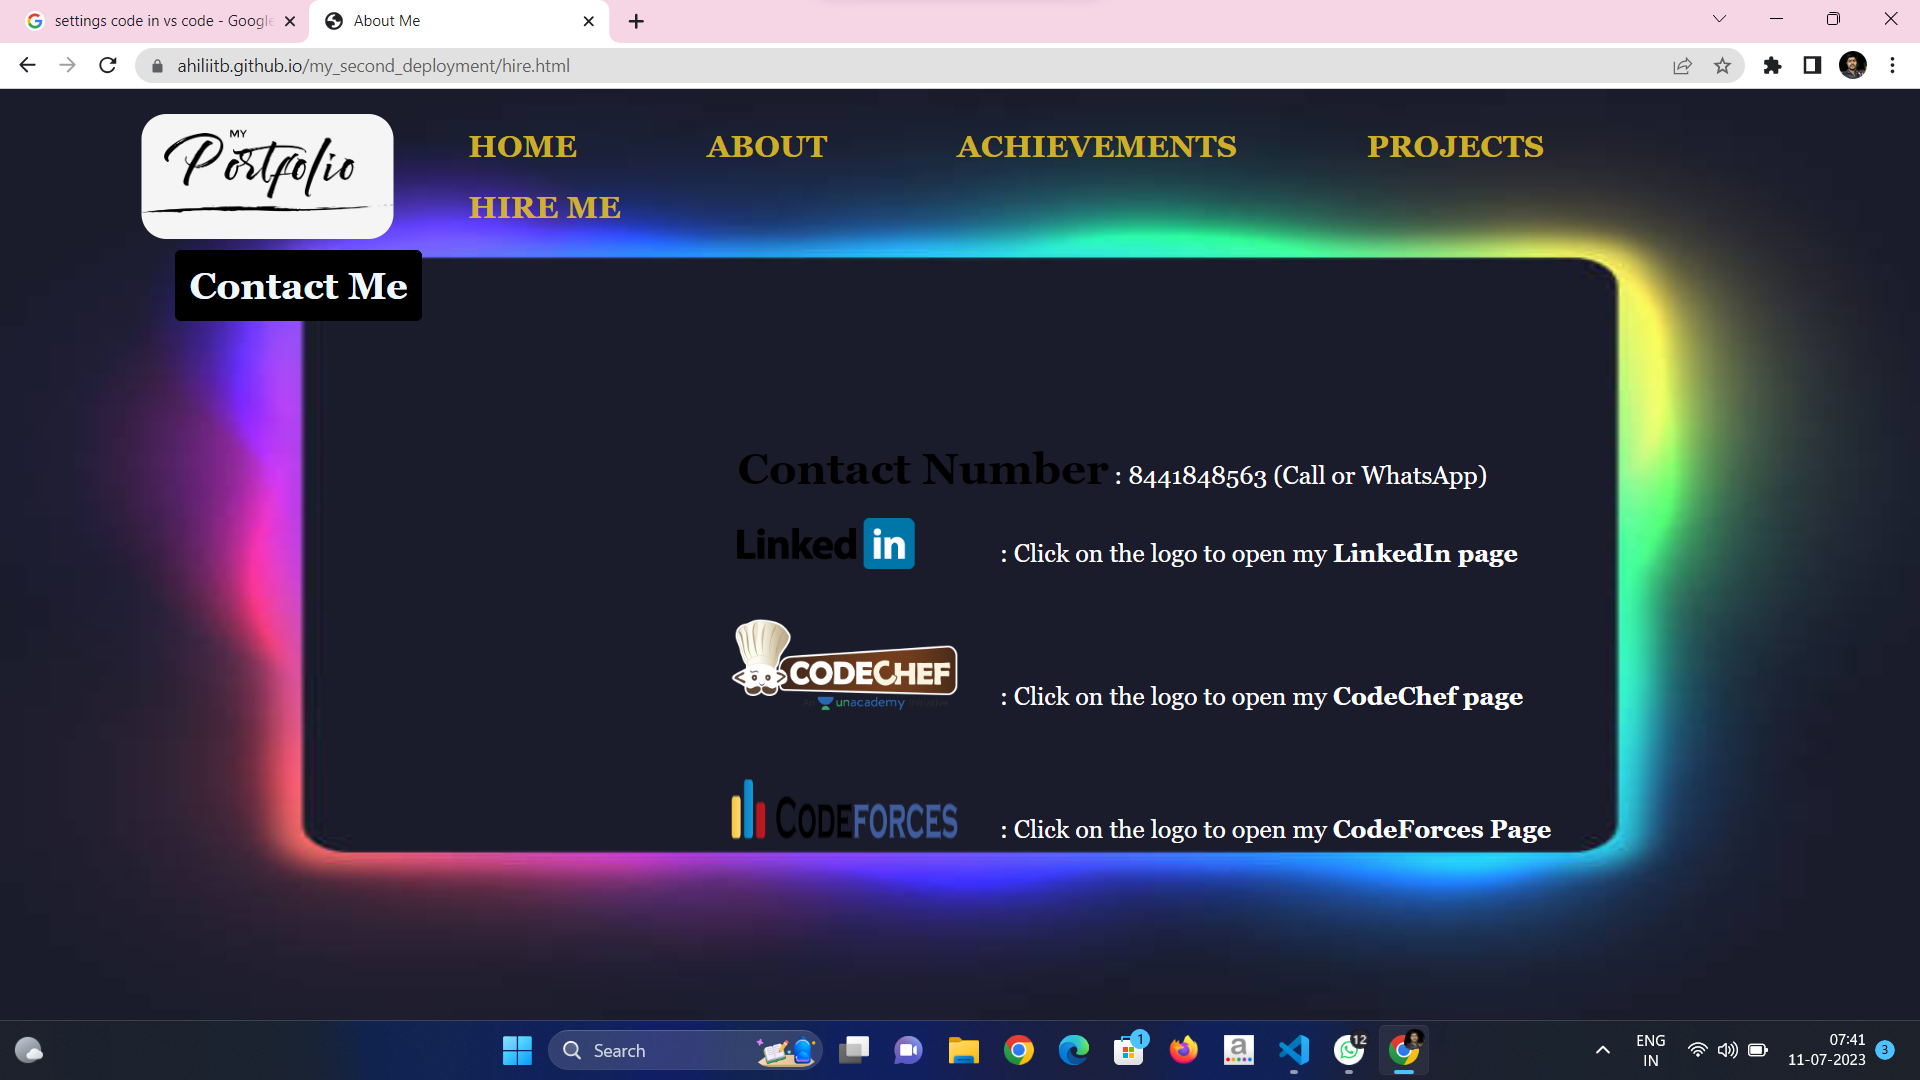 settings code in vs code - Google
About Me
ahiliitb.github.io/my_second_deployment/hire.html
MY
Portfolio
HOME ABOUT ACHIEVEMENTS PROJECTS
HIRE ME
Contact Me
Contact Number : 8441848563 (Call or WhatsApp)
Linked in : Click on the logo to open my LinkedIn page
CODECHEF
An unacademy initiative
: Click on the logo to open my CodeChef page
CODEFORCES : Click on the logo to open my CodeForces Page
Search
1
a
12
ENG
IN
07:41
11-07-2023
3